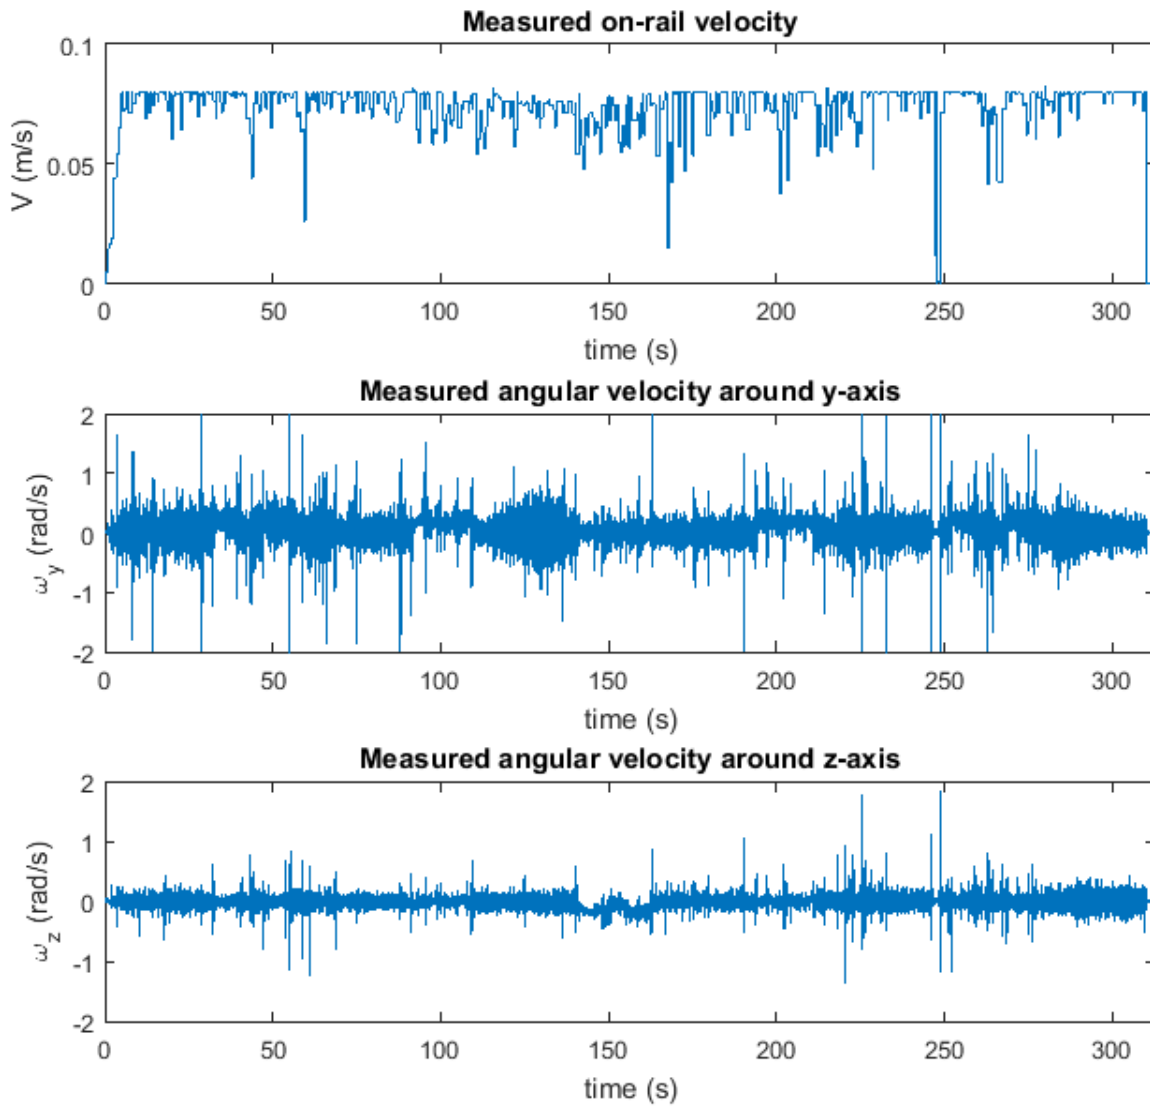 Measured on-rail velocity
0.1
0.05
0
V (m/s)
0 50 100 150 200 250 300
time (s)
Measured angular velocity around y-axis
2
1
0
-1
-2
ω_y (rad/s)
0 50 100 150 200 250 300
time (s)
Measured angular velocity around z-axis
2
1
0
-1
-2
ω_z (rad/s)
0 50 100 150 200 250 300
time (s)